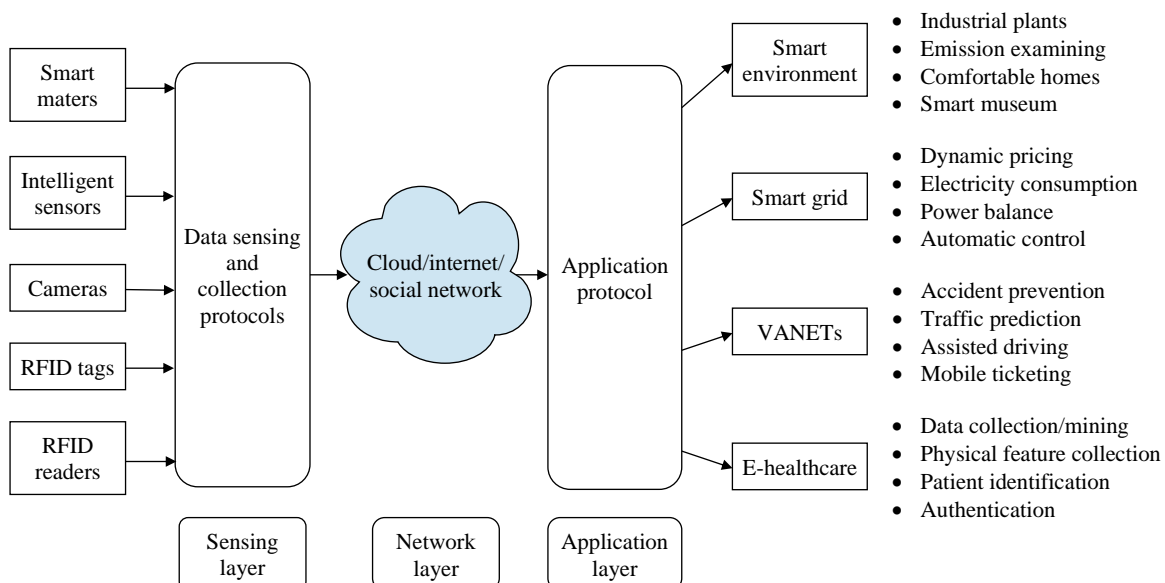 Smart
maters
Intelligent
sensors
Cameras
RFID tags
RFID
readers
Data sensing
and
collection
protocols
Cloud/internet/
social network
Application
protocol
Smart
environment
• Industrial plants
• Emission examining
• Comfortable homes
• Smart museum
Smart grid
• Dynamic pricing
• Electricity consumption
• Power balance
• Automatic control
VANETs
• Accident prevention
• Traffic prediction
• Assisted driving
• Mobile ticketing
E-healthcare
• Data collection/mining
• Physical feature collection
• Patient identification
• Authentication
Sensing
layer
Network
layer
Application
layer